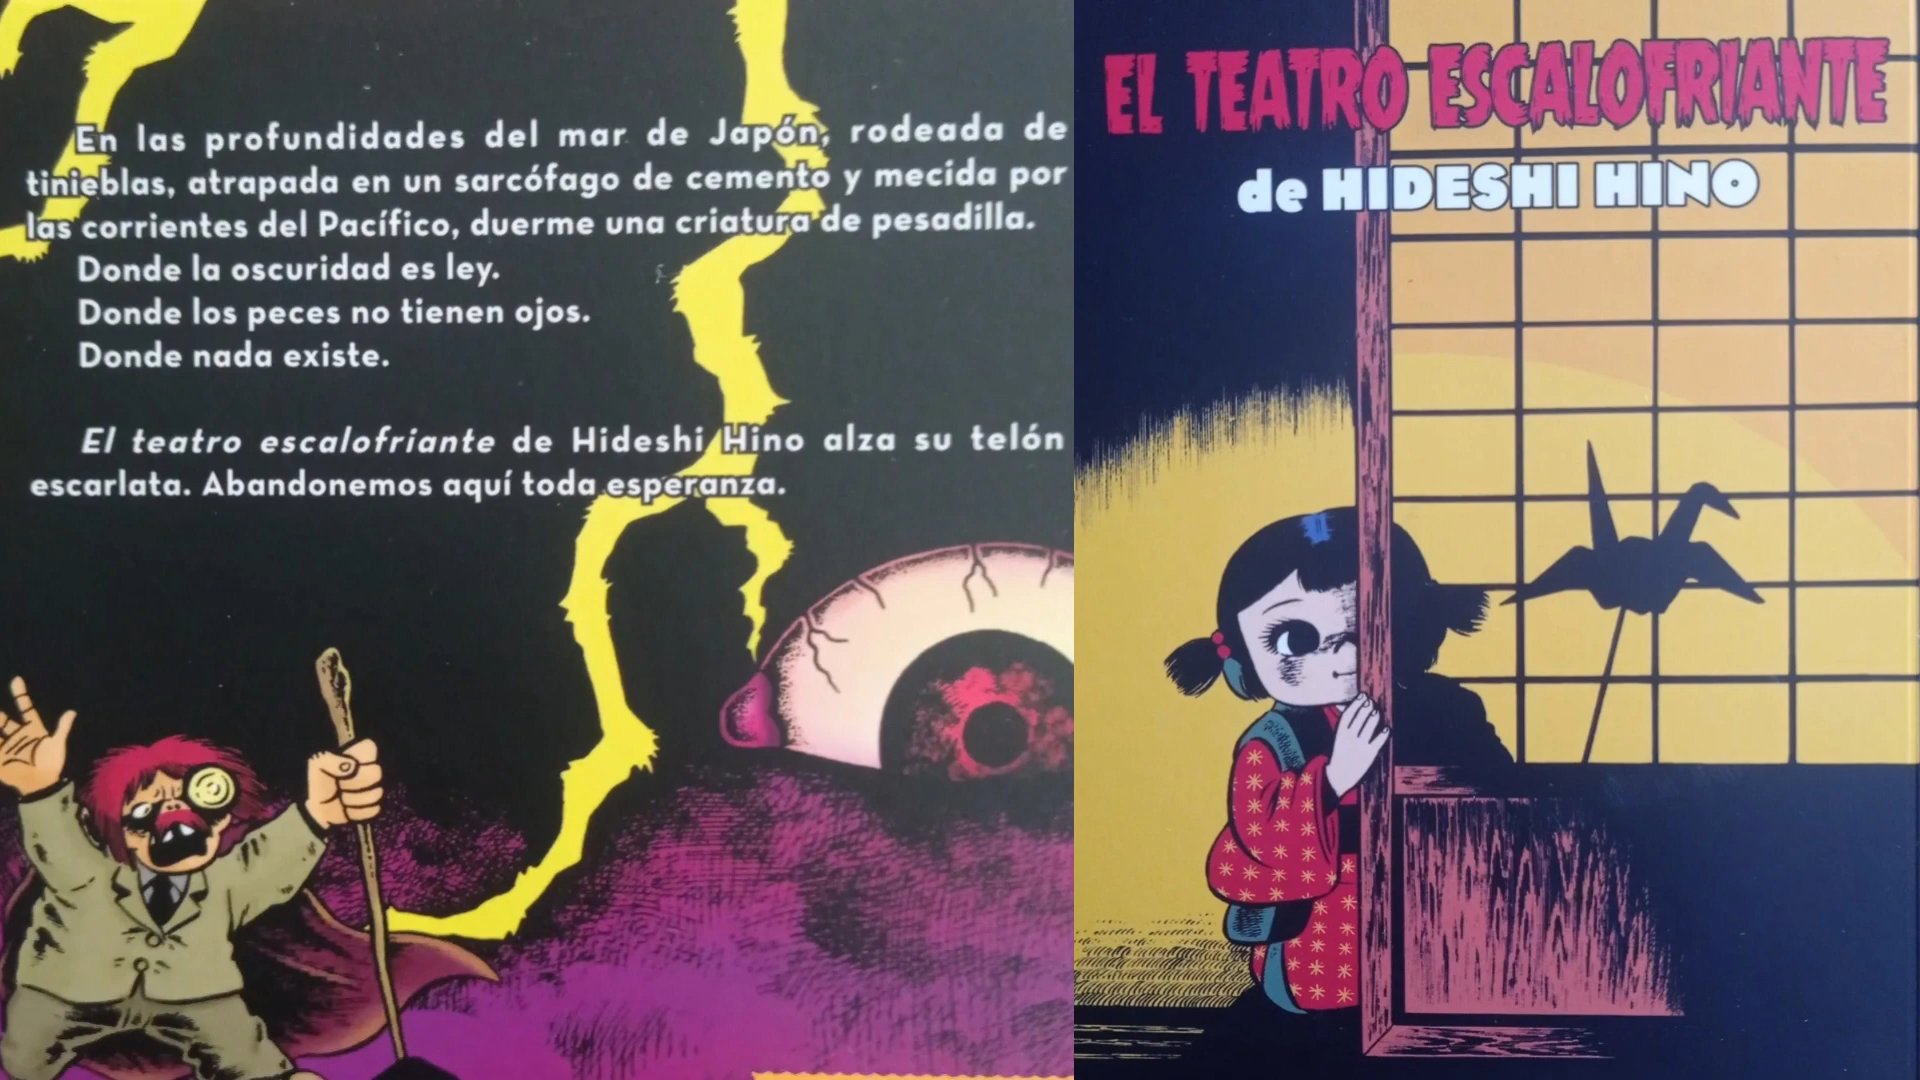 En las profundidades del mar de Japón, rodeada de
tinieblas, atrapada en un sarcófago de cemento y mecida por
las corrientes del Pacífico, duerme una criatura de pesadilla.
Donde la oscuridad es ley.
Donde los peces no tienen ojos.
Donde nada existe.
El teatro escalofriante de Hideshi Hino alza su telón
escarlata. Abandonemos aquí toda esperanza.
EL TEATRO ESCALOFRIANTE
de HIDESHI HINO